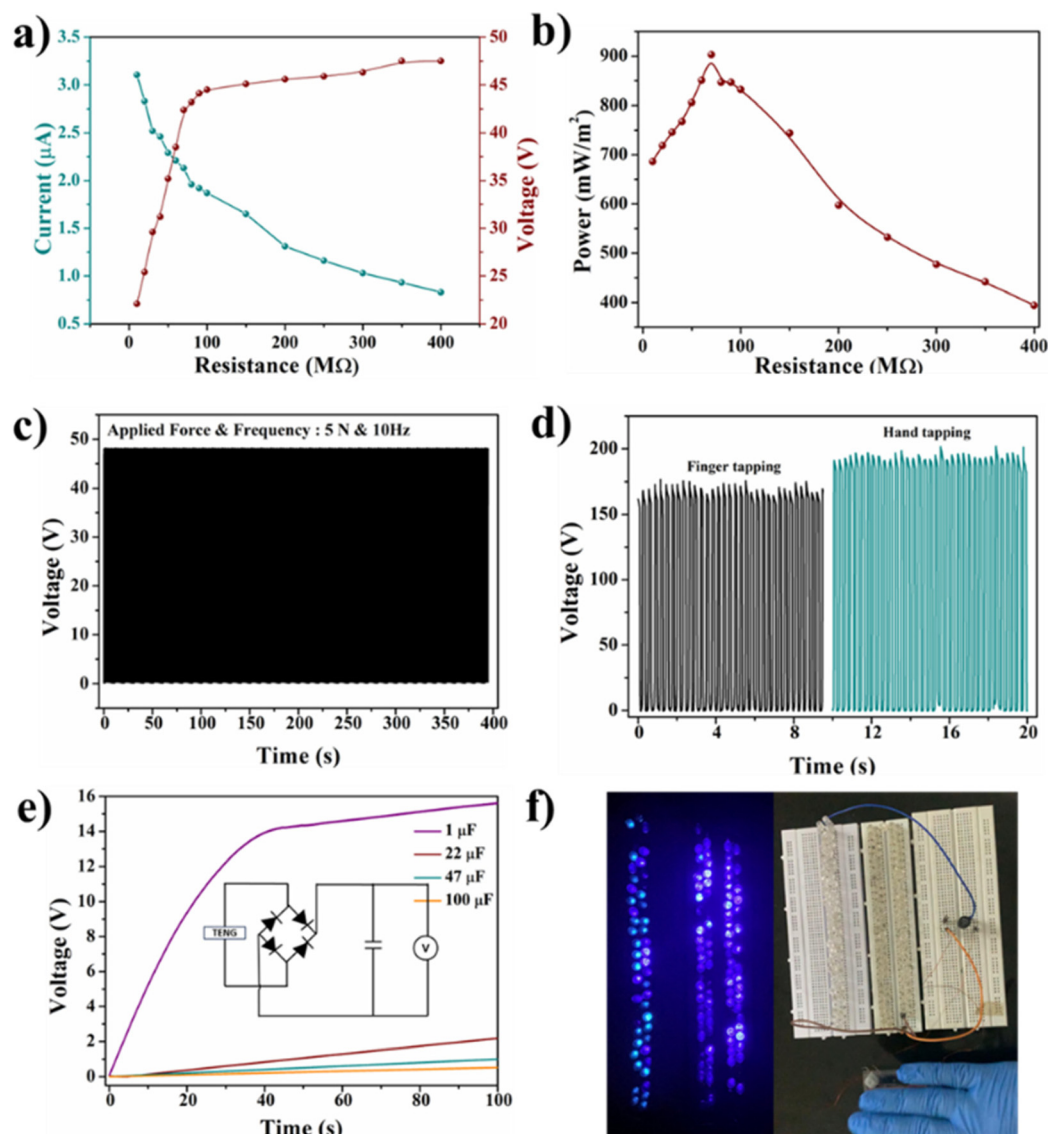 a)
3.5
3.0
2.5
2.0
1.5
1.0
0.5
Current (μA)
50
45
40
35
30
25
20
Voltage (V)
0 100 200 300 400
Resistance (MΩ)
b)
900
800
700
600
500
400
Power (mW/m²)
0 100 200 300 400
Resistance (MΩ)
c)
Applied Force & Frequency : 5 N & 10Hz
50
40
30
20
10
0
Voltage (V)
0 50 100 150 200 250 300 350 400
Time (s)
d)
Hand tapping
Finger tapping
200
150
100
50
0
Voltage (V)
0 4 8 12 16 20
Time (s)
e)
16
14
12
10
8
6
4
2
0
Voltage (V)
1 μF
22 μF
47 μF
100 μF
TENG
V
0 20 40 60 80 100
Time (s)
f)